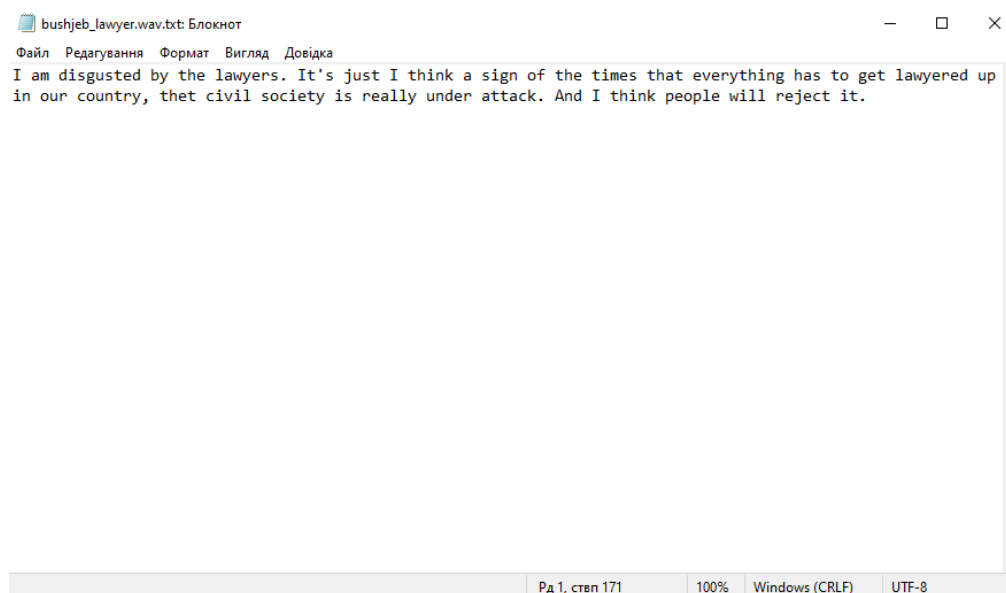 bushjeb_lawyer.wav.txt: Блокнот
Файл Редагування Формат Вигляд Довідка
I am disgusted by the lawyers. It's just I think a sign of the times that everything has to get lawyered up
in our country, thet civil society is really under attack. And I think people will reject it.
Рд 1, ствп 171 100% Windows (CRLF) UTF-8